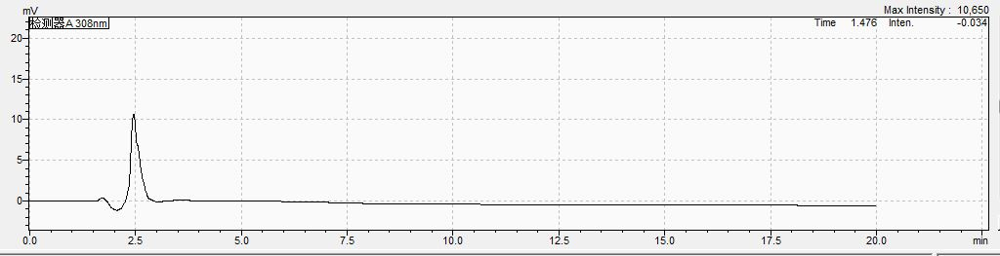 mV
Max Intensity : 10,650
检测器A 308nm
Time 1.476 Inten. -0.034
20
15
10
5
0
0.0 2.5 5.0 7.5 10.0 12.5 15.0 17.5 20.0 min